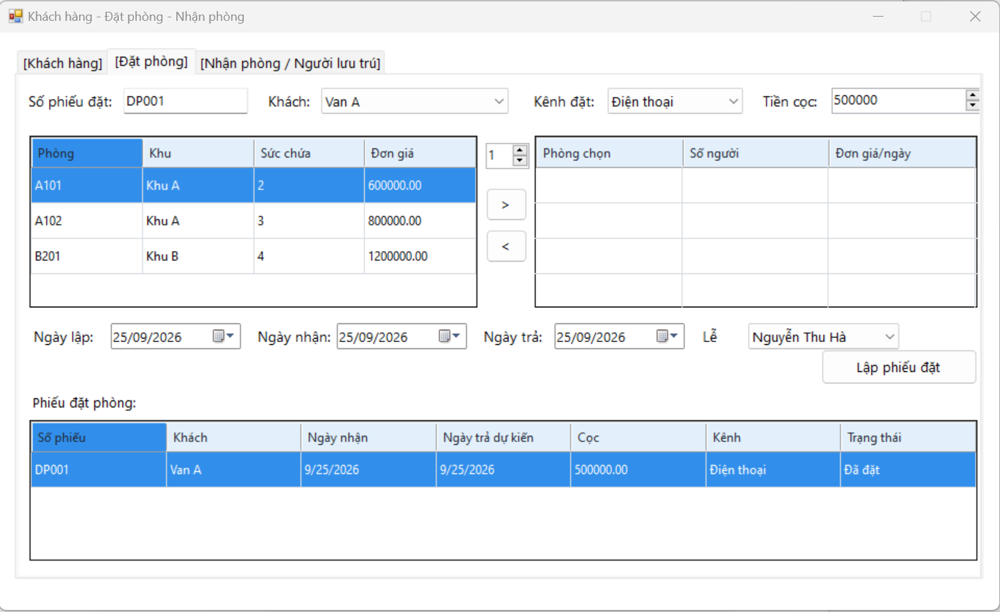 Khách hàng - Đặt phòng - Nhận phòng
[Khách hàng] [Đặt phòng] [Nhận phòng / Người lưu trú]
Số phiếu đặt: DP001 Khách: Van A Kênh đặt: Điện thoại Tiền cọc: 500000
Phòng Khu Sức chứa Đơn giá
A101 Khu A 2 600000.00
A102 Khu A 3 800000.00
B201 Khu B 4 1200000.00
1
>
<
Phòng chọn Số người Đơn giá/ngày
Ngày lập: 25/09/2026 Ngày nhận: 25/09/2026 Ngày trả: 25/09/2026 Lễ Nguyễn Thu Hà
Lập phiếu đặt
Phiếu đặt phòng:
Số phiếu Khách Ngày nhận Ngày trả dự kiến Cọc Kênh Trạng thái
DP001 Van A 9/25/2026 9/25/2026 500000.00 Điện thoại Đã đặt